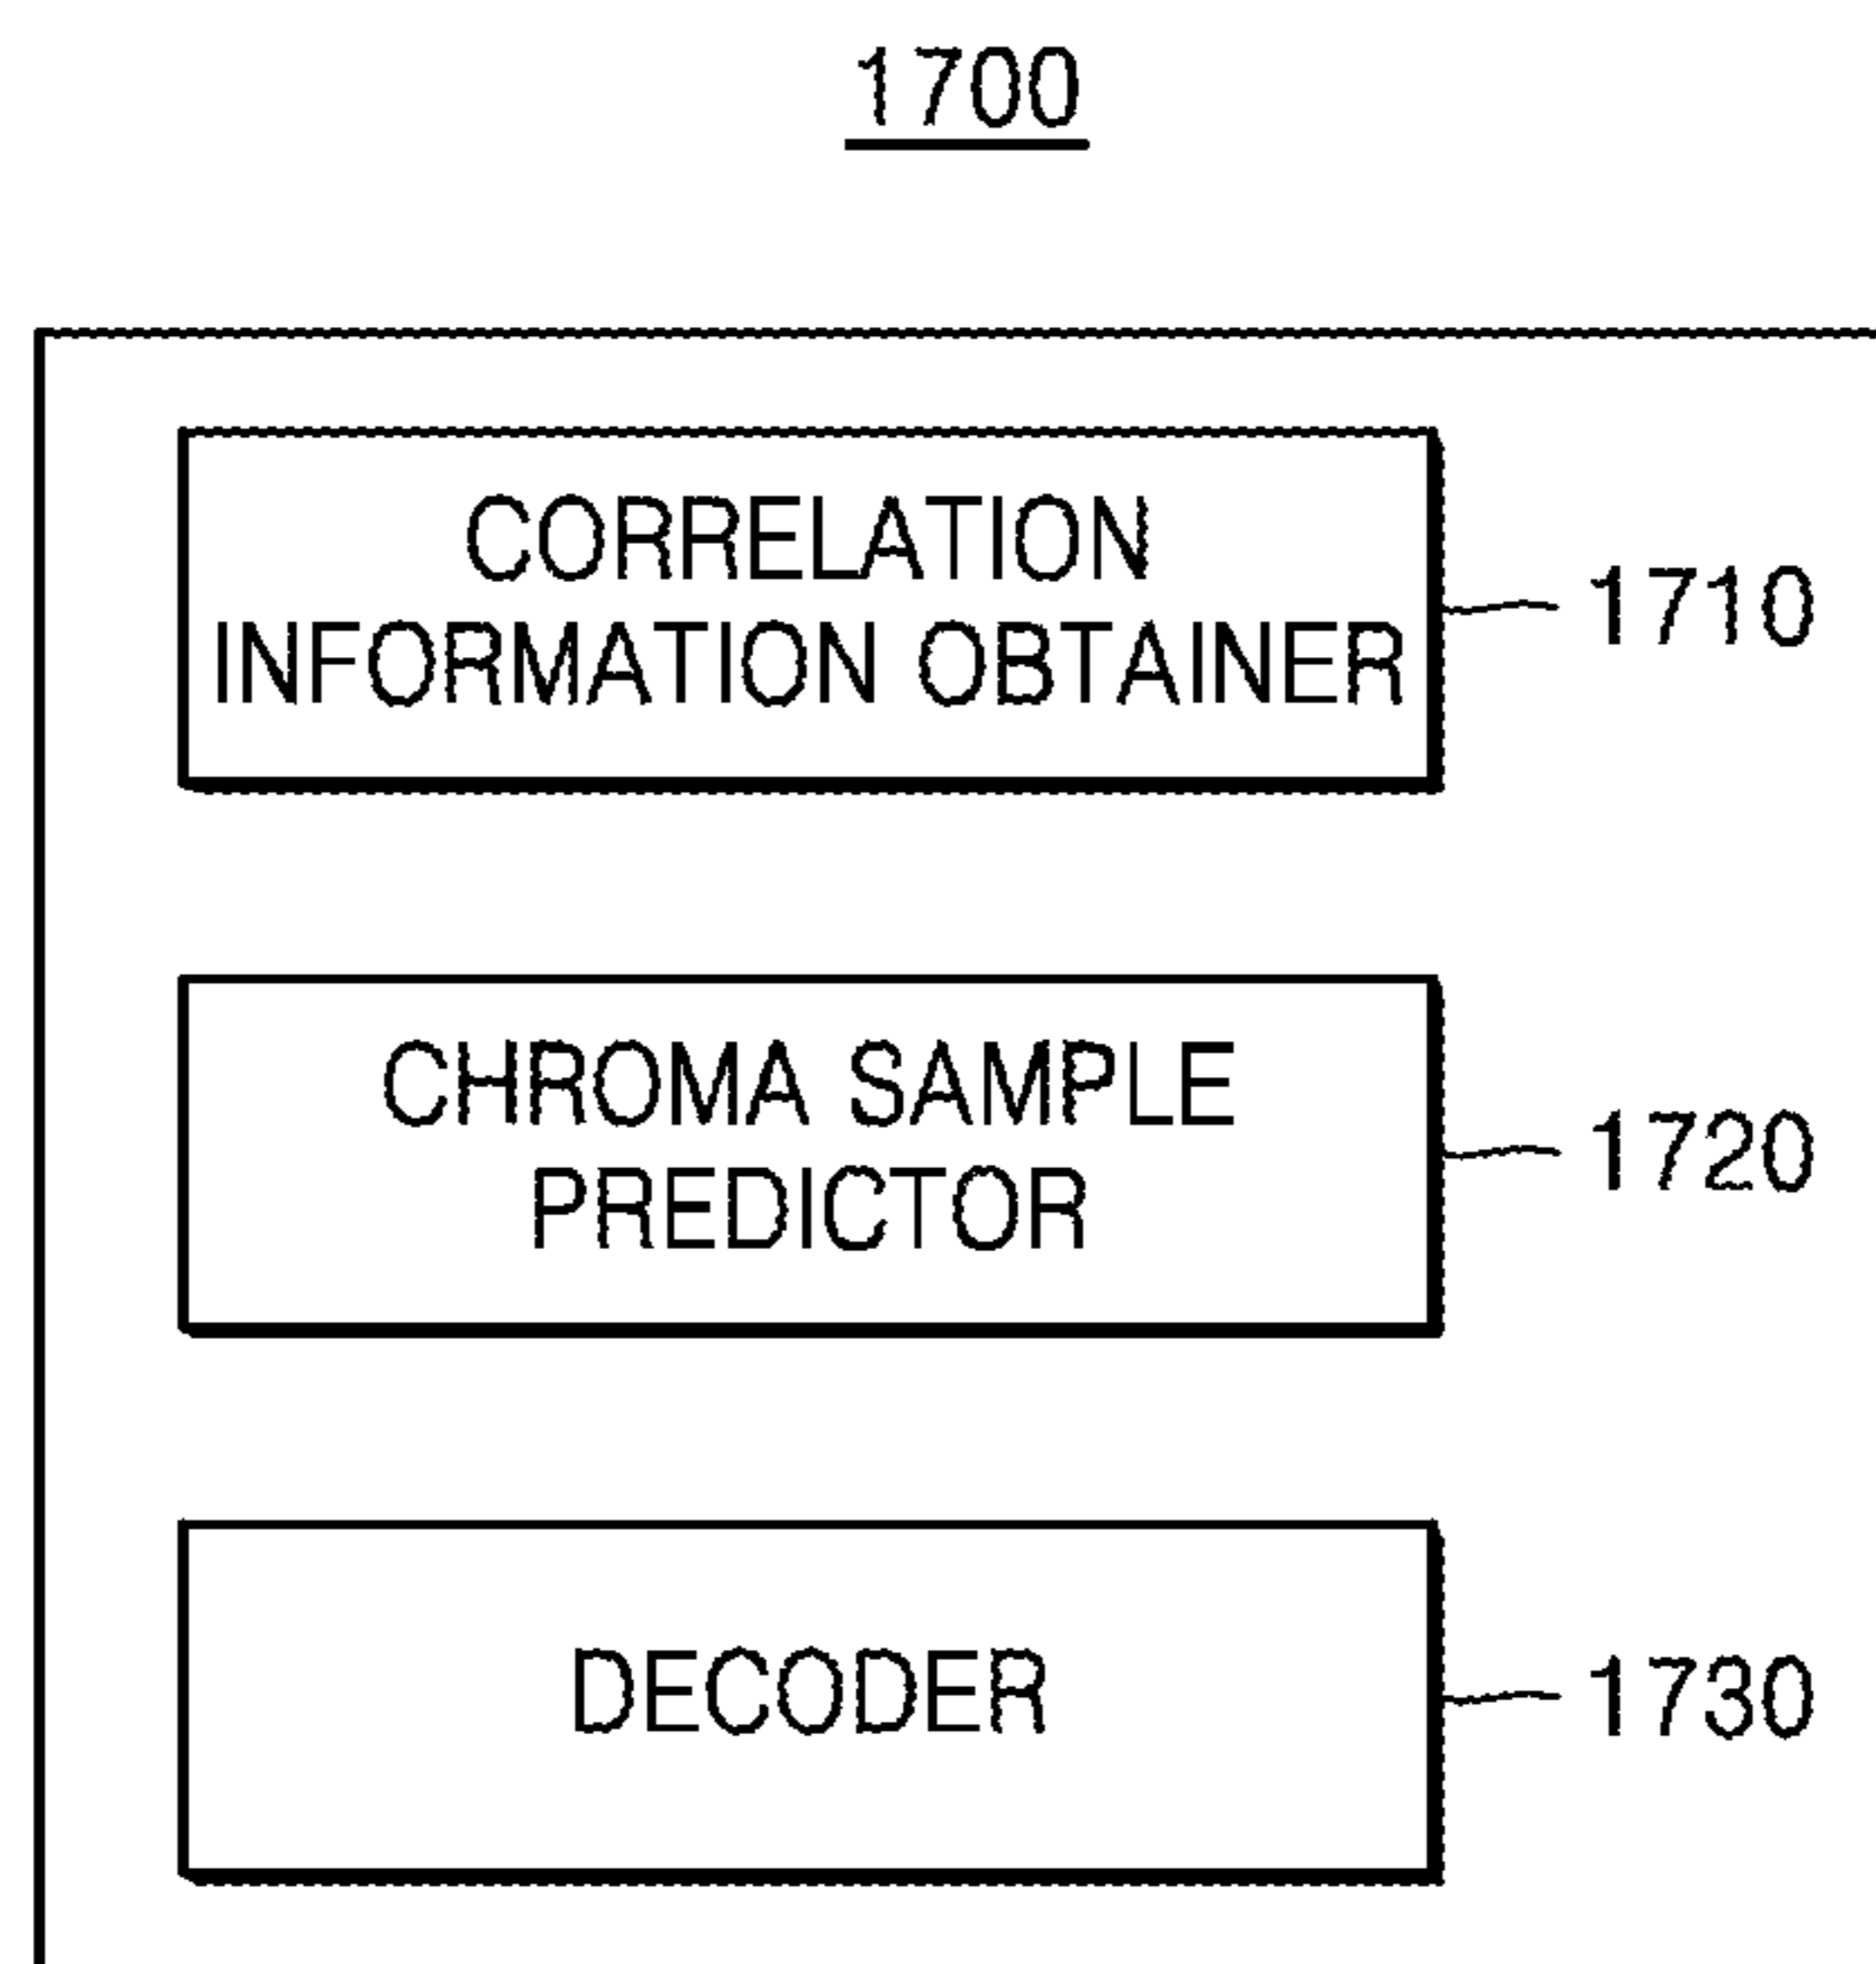 1700
CORRELATION
INFORMATION OBTAINER
1710
CHROMA SAMPLE
PREDICTOR
1720
DECODER
1730